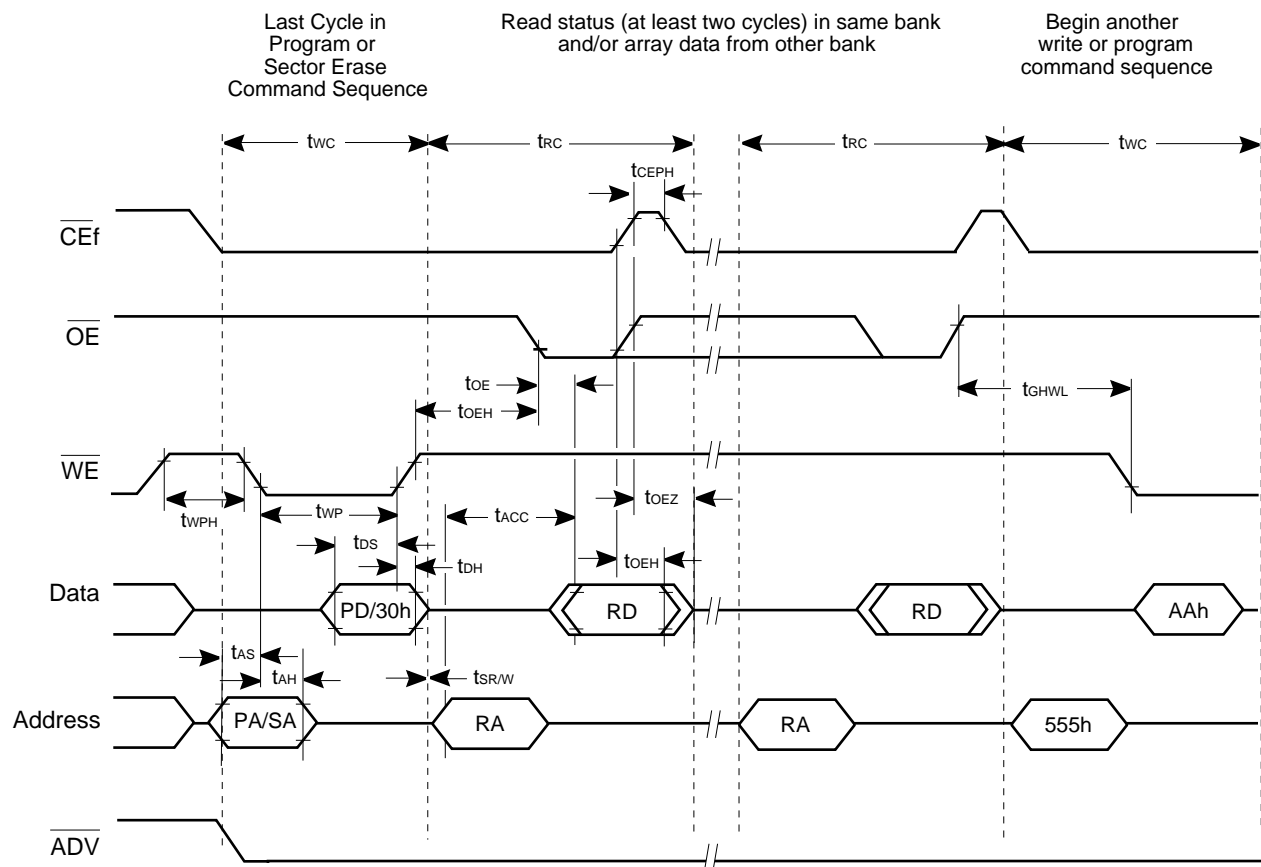 Last Cycle in
Program or
Sector Erase
Command Sequence
Read status (at least two cycles) in same bank
and/or array data from other bank
Begin another
write or program
command sequence
tWC
tRC
tRC
tWC
tCEPH
CEf
OE
tOE
tOEH
tGHWL
WE
tWPH
tWP
tACC
tOEZ
tDS
tDH
tOEH
Data
PD/30h
RD
RD
AAh
tAS
tAH
tSR/W
Address
PA/SA
RA
RA
555h
ADV